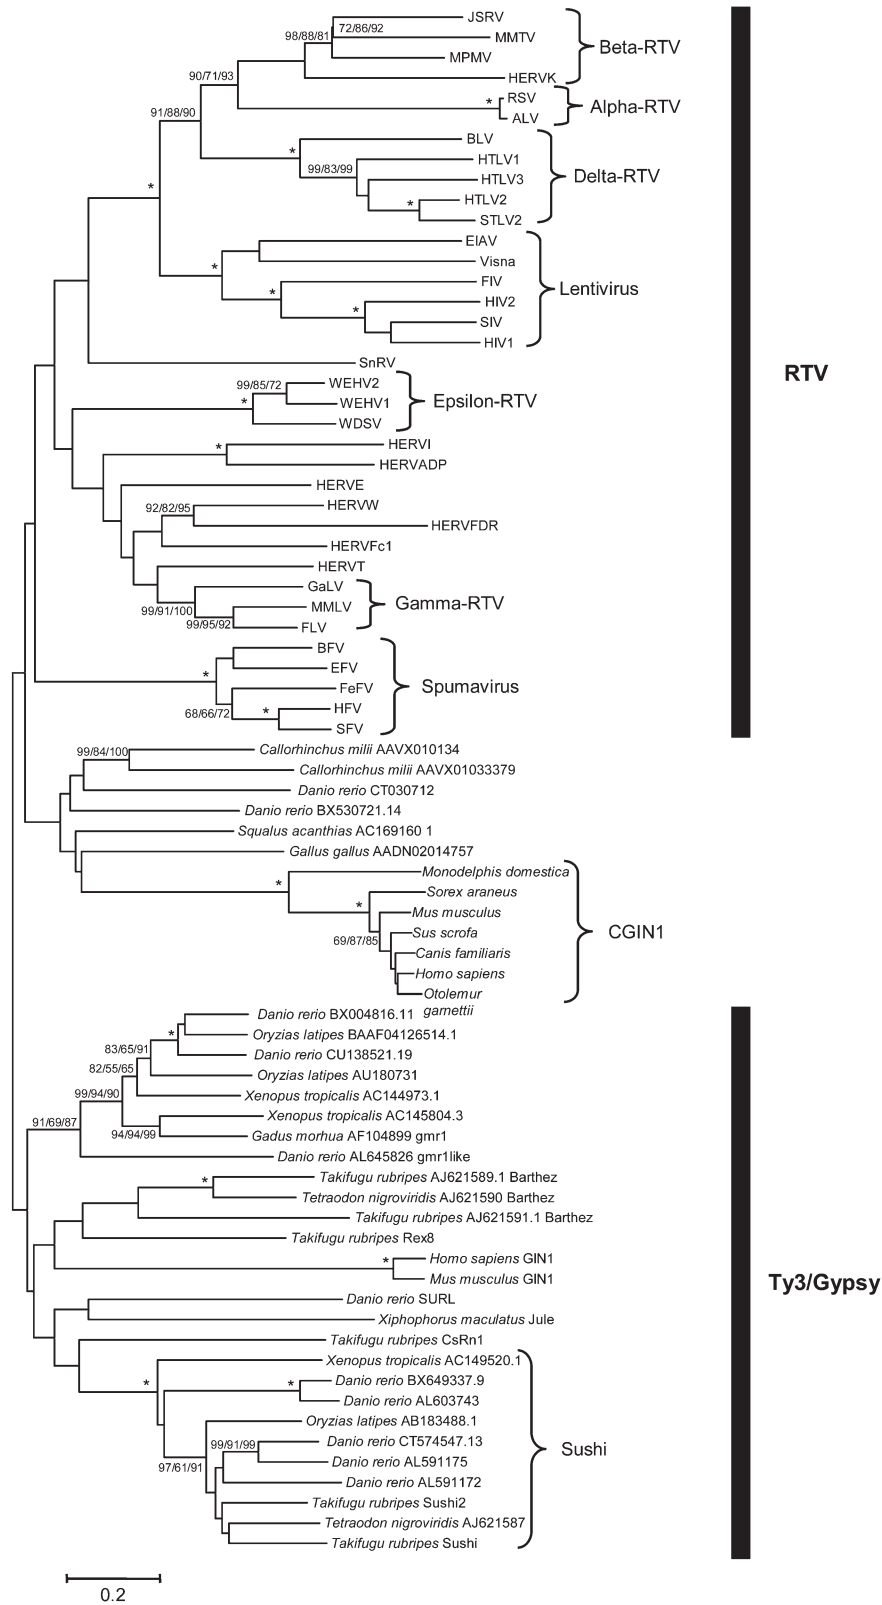 JSRV
72/86/92
98/88/81
MMTV
Beta-RTV
MPMV
90/71/93
HERVK
* RSV
Alpha-RTV
91/88/90
ALV
BLV
*
HTLV1
99/83/99
Delta-RTV
HTLV3
*
HTLV2
*
STLV2
EIAV
Visna
*
FIV
Lentivirus
*
HIV2
*
SIV
HIV1
SnRV
RTV
WEHV2
99/85/72
WEHV1
*
Epsilon-RTV
WDSV
HERVI
*
HERVADP
HERVE
HERVW
92/82/95
HERVFDR
HERVFc1
HERVT
GaLV
99/91/100
MMLV
Gamma-RTV
99/95/92
FLV
BFV
EFV
*
FeFV
Spumavirus
68/66/72
*
HFV
SFV
Callorhinchus milii AAVX010134
99/84/100
Callorhinchus milii AAVX01033379
Danio rerio CT030712
Danio rerio BX530721.14
Squalus acanthias AC169160 1
Gallus gallus AADN02014757
Monodelphis domestica
*
Sorex araneus
*
Mus musculus
Sus scrofa
CGIN1
69/87/85
Canis familiaris
Homo sapiens
Otolemur
garnettii
Danio rerio BX004816.11
*
Oryzias latipes BAAF04126514.1
83/65/91
Danio rerio CU138521.19
82/55/65
Oryzias latipes AU180731
99/94/90
Xenopus tropicalis AC144973.1
Xenopus tropicalis AC145804.3
91/69/87
94/94/99
Gadus morhua AF104899 gmr1
Danio rerio AL645826 gmr1like
Takifugu rubripes AJ621589.1 Barthez
*
Tetraodon nigroviridis AJ621590 Barthez
Takifugu rubripes AJ621591.1 Barthez
Takifugu rubripes Rex8
Homo sapiens GIN1
*
Mus musculus GIN1
Ty3/Gypsy
Danio rerio SURL
Xiphophorus maculatus Jule
Takifugu rubripes CsRn1
Xenopus tropicalis AC149520.1
*
Danio rerio BX649337.9
*
Danio rerio AL603743
Oryzias latipes AB183488.1
Danio rerio CT574547.13
99/91/99
Sushi
Danio rerio AL591175
97/61/91
Danio rerio AL591172
Takifugu rubripes Sushi2
Tetraodon nigroviridis AJ621587
Takifugu rubripes Sushi
0.2